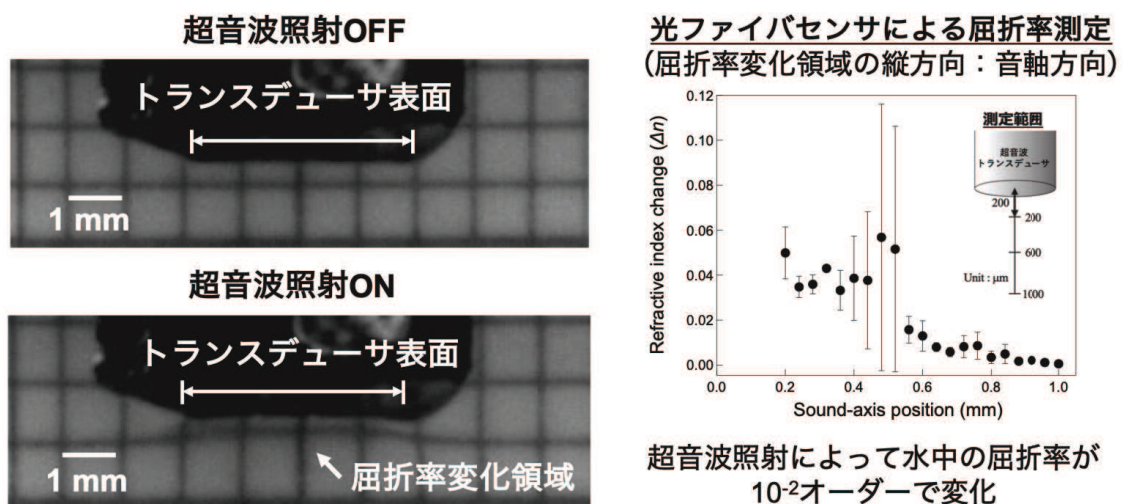 超音波照射OFF
トランスデューサ表面
1 mm
超音波照射ON
トランスデューサ表面
1 mm
屈折率変化領域
光ファイバセンサによる屈折率測定
(屈折率変化領域の縦方向：音軸方向)
Refractive index change (Δn)
0.12
0.10
0.08
0.06
0.04
0.02
0.00
0.0
0.2
0.4
0.6
0.8
1.0
Sound-axis position (mm)
測定範囲
超音波
トランスデューサ
200
200
600
Unit : μm
1000
超音波照射によって水中の屈折率が
10⁻²オーダーで変化